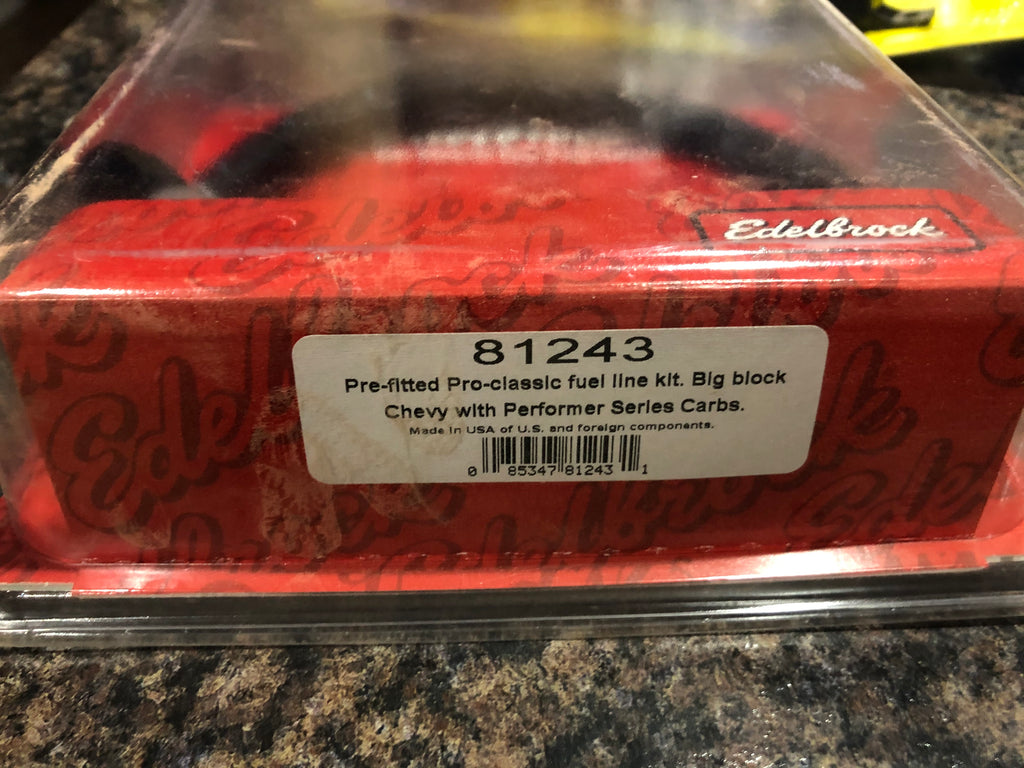 Edelbrock
81243
Pre-fitted Pro-classic fuel line kit. Big block
Chevy with Performer Series Carbs.
Made in USA of U.S. and foreign components.
0 85347 81243 1